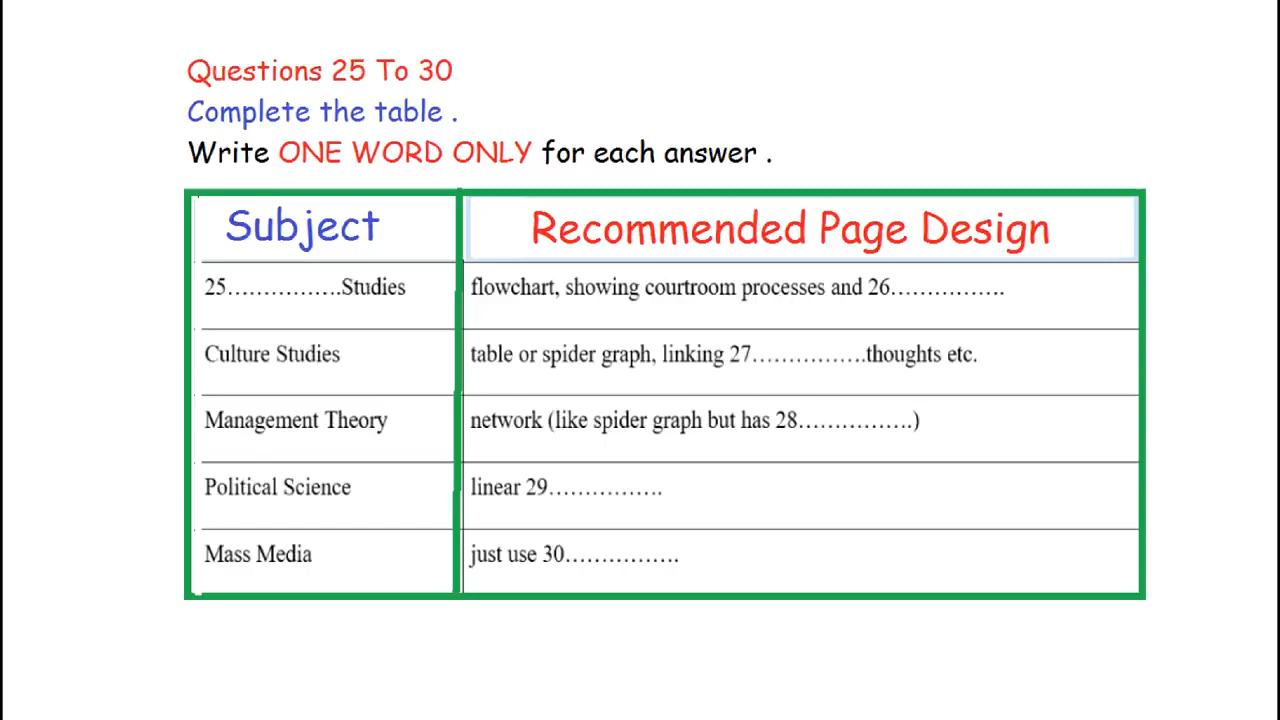 Questions 25 To 30
Complete the table .
Write ONE WORD ONLY for each answer .
Subject Recommended Page Design
25…………….Studies flowchart, showing courtroom processes and 26…………….
Culture Studies table or spider graph, linking 27…………….thoughts etc.
Management Theory network (like spider graph but has 28…………….)
Political Science linear 29…………….
Mass Media just use 30…………….